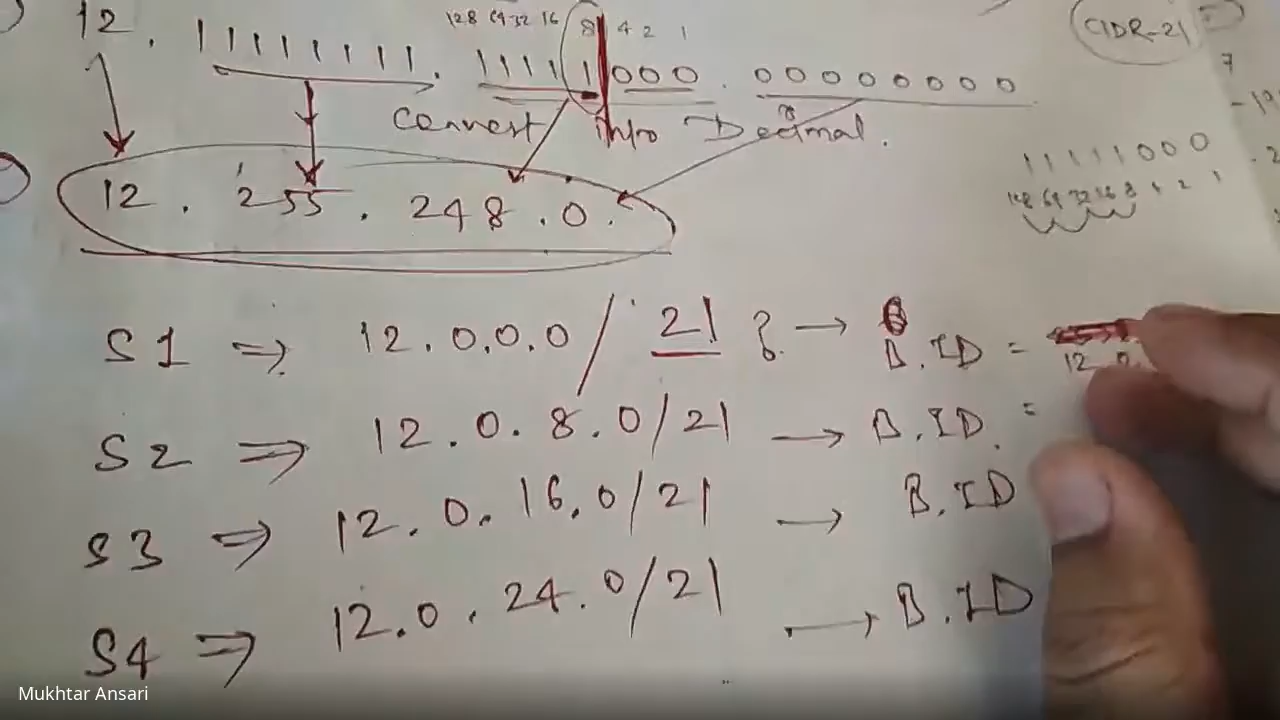 128 64 32 16 8 4 2 1
CIDR-21
12 . 11111111 . 11111000 . 00000000
7
Convert into Decimal.
11111000
128 64 32 16 8 4 2 1
12 . 255 . 248 . 0 .
S1 ⇒ 12.0.0.0/21 } → B.ID =
12
S2 ⇒ 12.0.8.0/21 → B.ID. =
S3 ⇒ 12.0.16.0/21 → B.ID
S4 ⇒ 12.0.24.0/21 → B.ID
Mukhtar Ansari